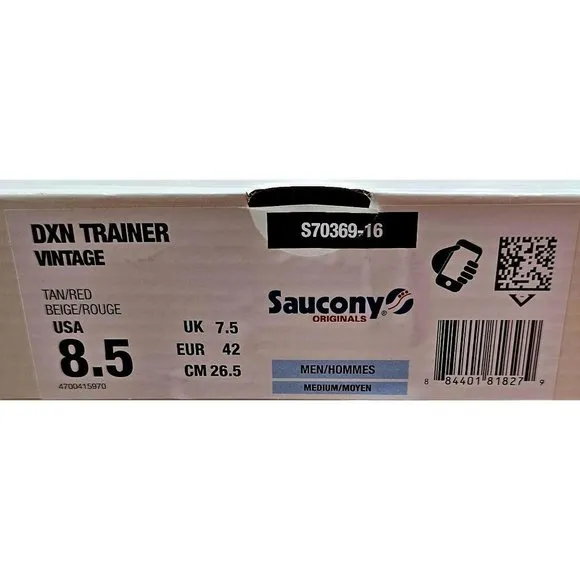 DXN TRAINER
VINTAGE
S70369-16
TAN/RED
BEIGE/ROUGE
USA
8.5
4700415970
UK 7.5
EUR 42
CM 26.5
Saucony®
ORIGINALS
MEN/HOMMES
MEDIUM/MOYEN
8 84401 81827 9